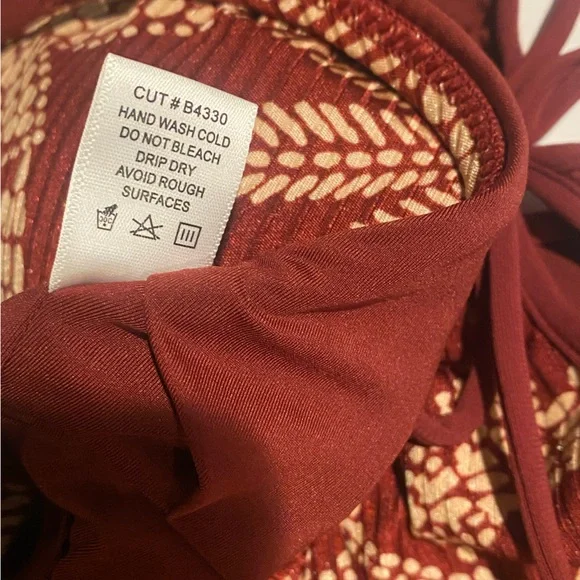 CUT # B4330
HAND WASH COLD
DO NOT BLEACH
DRIP DRY
AVOID ROUGH
SURFACES